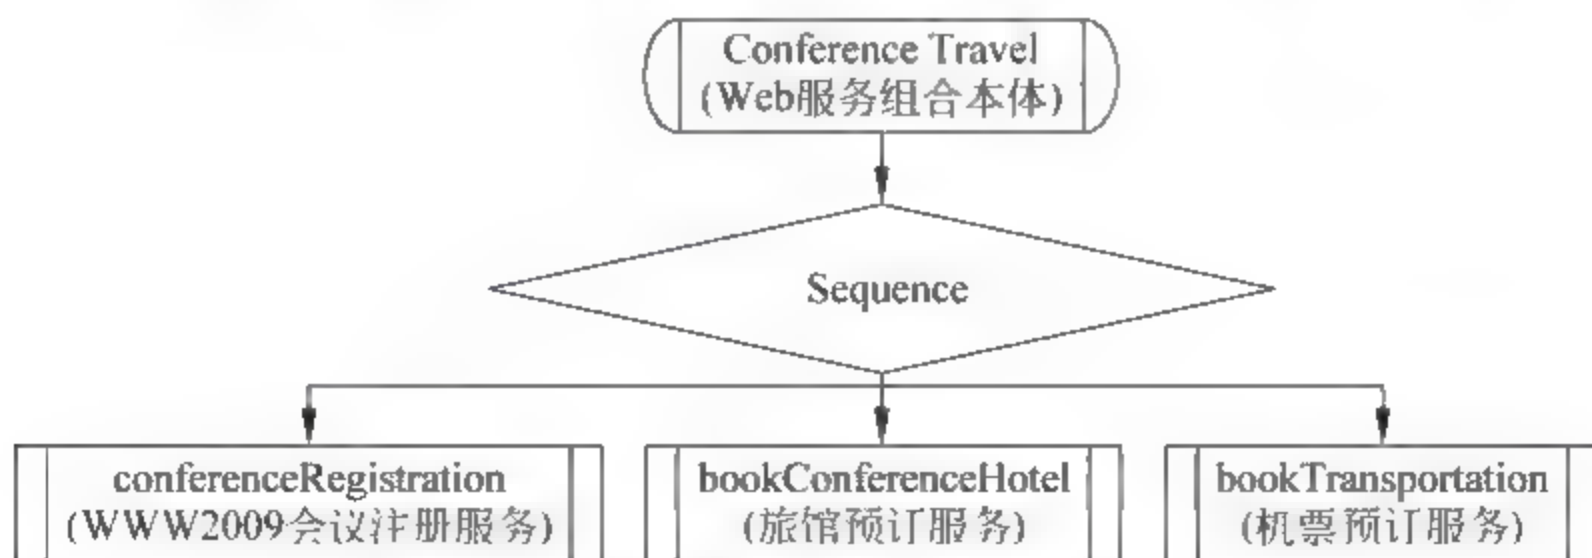 Conference Travel
(Web服务组合本体)
Sequence
conferenceRegistration
(WWW2009会议注册服务)
bookConferenceHotel
(旅馆预订服务)
bookTransportation
(机票预订服务)